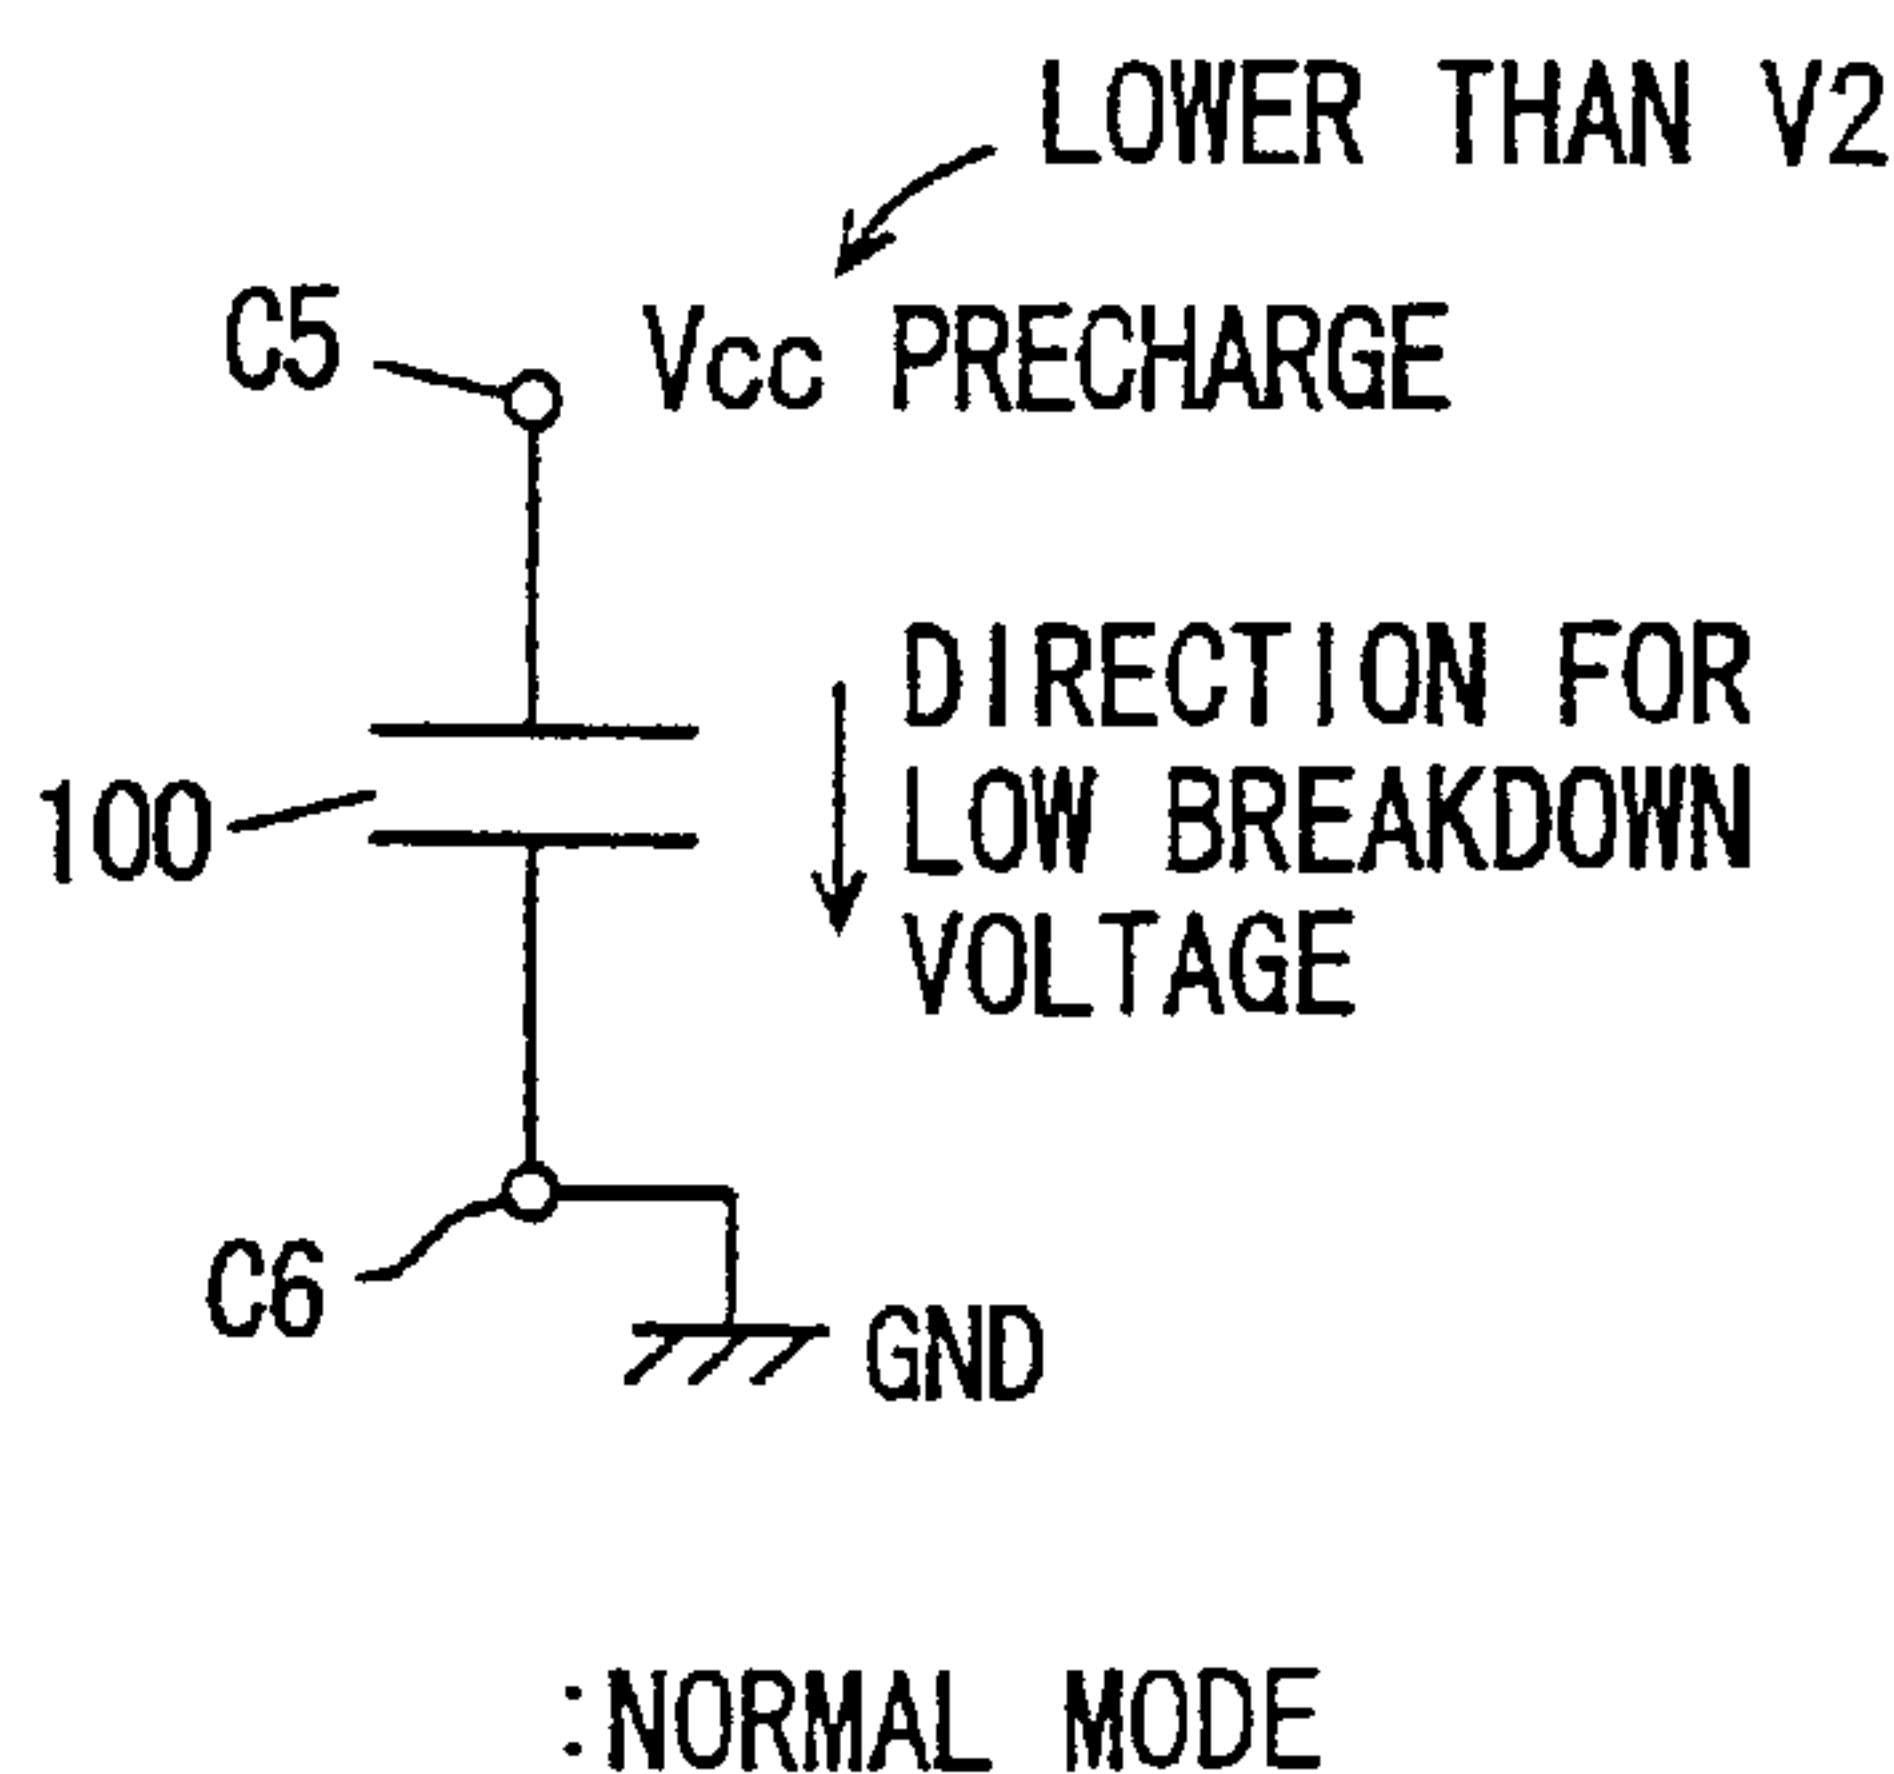 LOWER THAN V2
C5
Vcc PRECHARGE
DIRECTION FOR
LOW BREAKDOWN
VOLTAGE
100
C6
GND
:NORMAL MODE